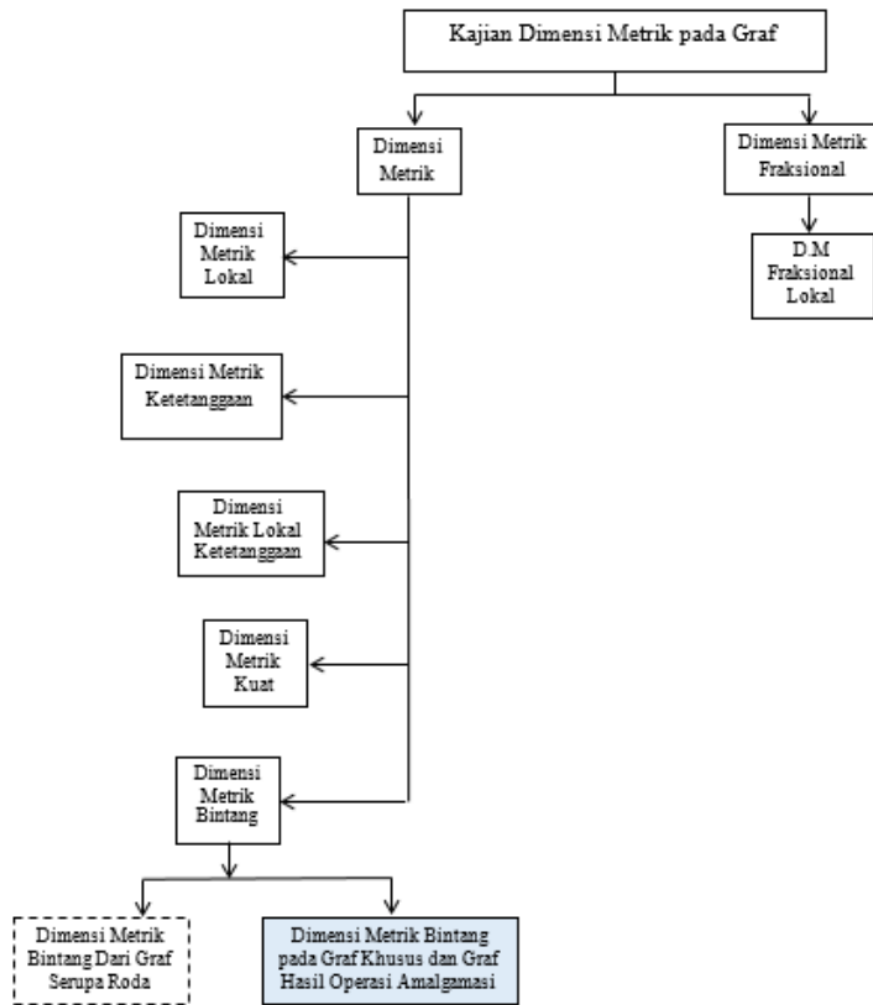 Kajian Dimensi Metrik pada Graf
Dimensi
Metrik
Dimensi Metrik
Fraksional
Dimensi
Metrik
Lokal
D.M
Fraksional
Lokal
Dimensi Metrik
Ketetanggaan
Dimensi
Metrik Lokal
Ketetanggaan
Dimensi
Metrik
Kuat
Dimensi
Metrik
Bintang
Dimensi Metrik
Bintang Dari Graf
Serupa Roda
Dimensi Metrik Bintang
pada Graf Khusus dan Graf
Hasil Operasi Amalgamasi